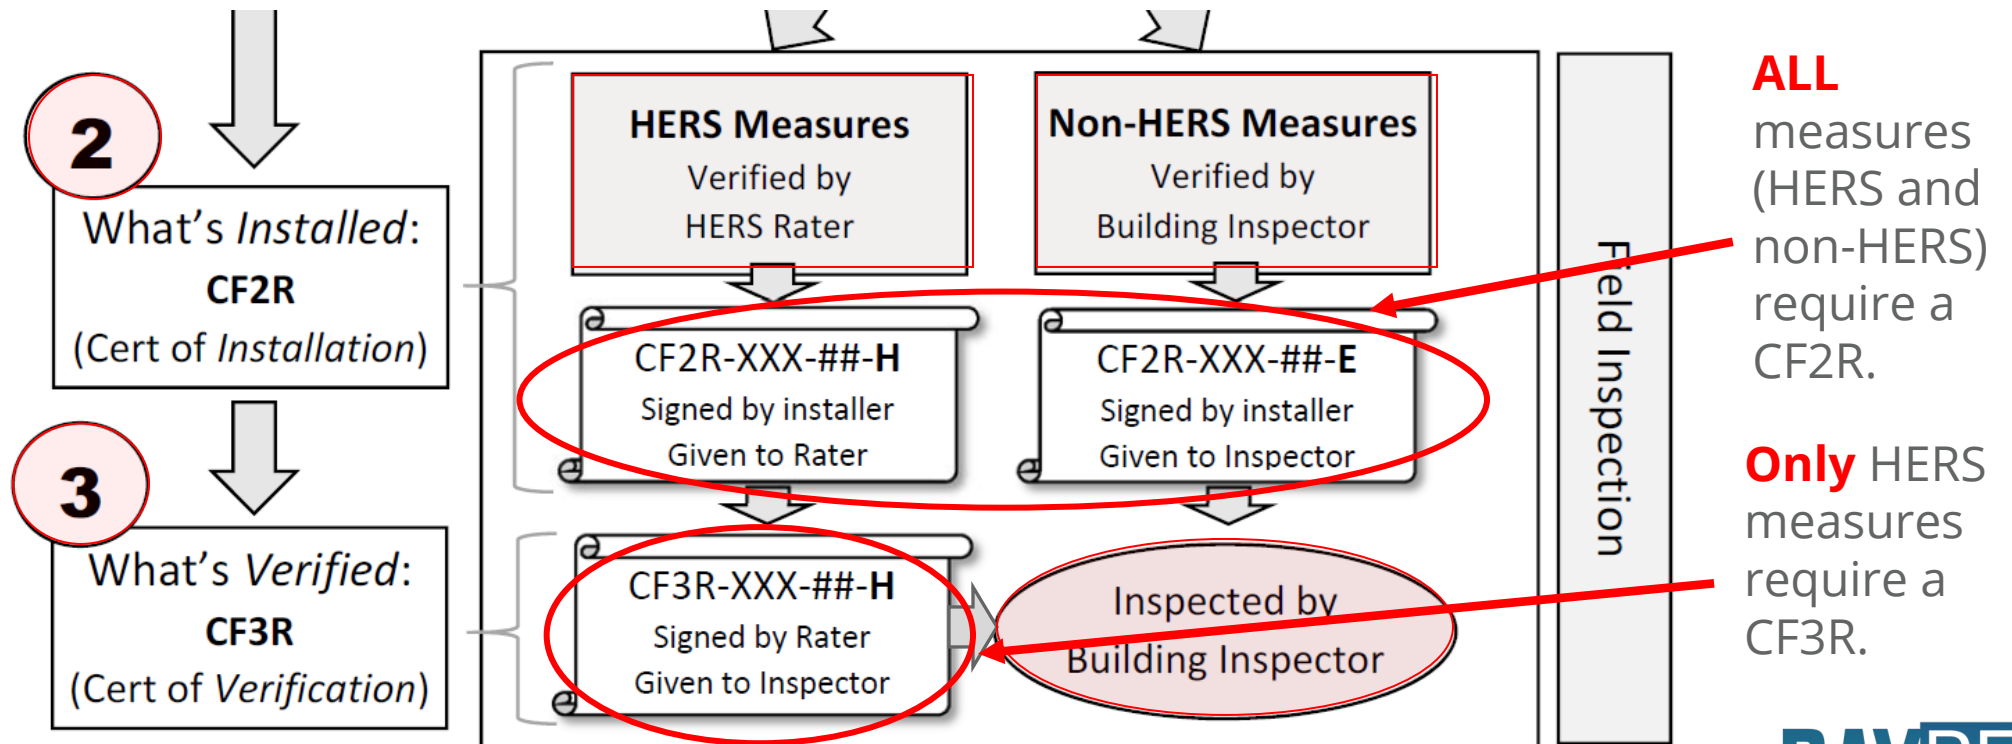 2
What's Installed:
CF2R
(Cert of Installation)
3
What's Verified:
CF3R
(Cert of Verification)
HERS Measures
Verified by
HERS Rater
Non-HERS Measures
Verified by
Building Inspector
CF2R-XXX-##-H
Signed by installer
Given to Rater
CF2R-XXX-##-E
Signed by installer
Given to Inspector
CF3R-XXX-##-H
Signed by Rater
Given to Inspector
Inspected by
Building Inspector
Field Inspection
ALL
measures
(HERS and
non-HERS)
require a
CF2R.
Only HERS
measures
require a
CF3R.